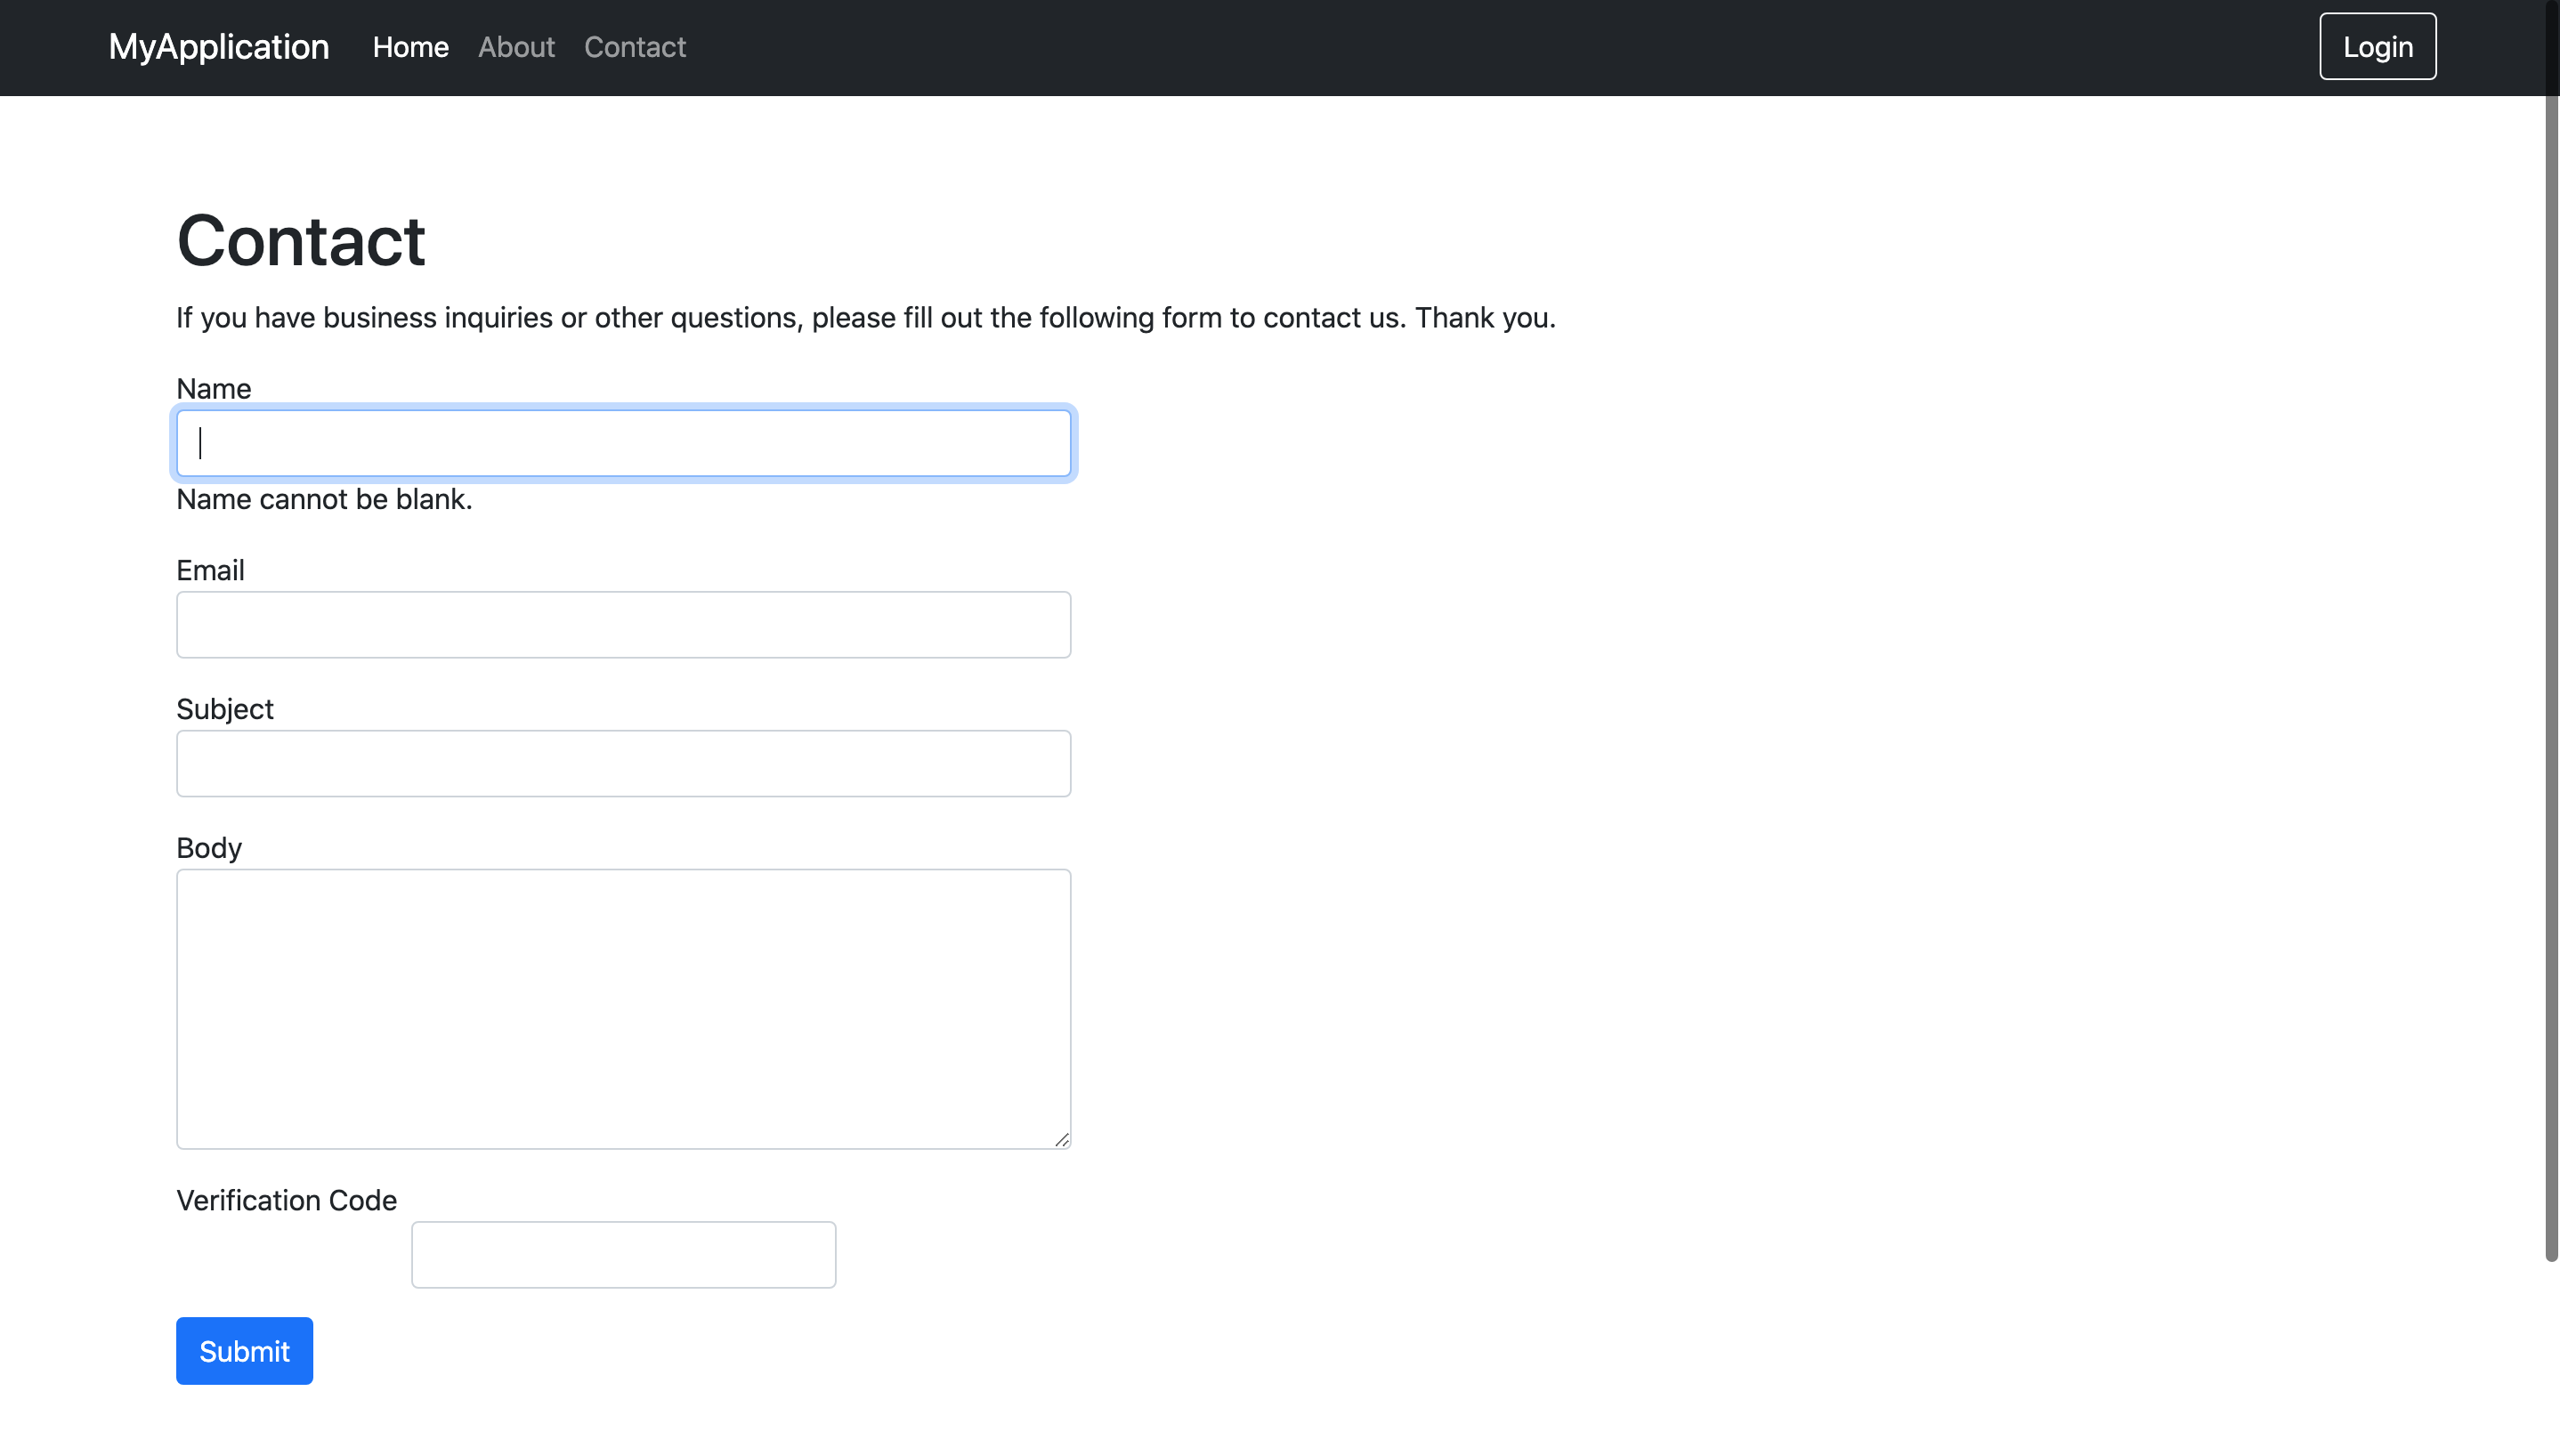 MyApplication Home About Contact Login
Contact
If you have business inquiries or other questions, please fill out the following form to contact us. Thank you.
Name
Name cannot be blank.
Email
Subject
Body
Verification Code
Submit